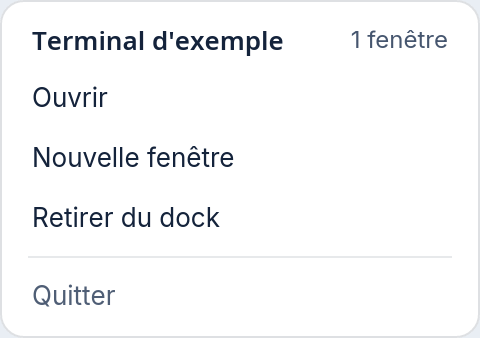 Terminal d'exemple 1 fenêtre
Ouvrir
Nouvelle fenêtre
Retirer du dock
Quitter